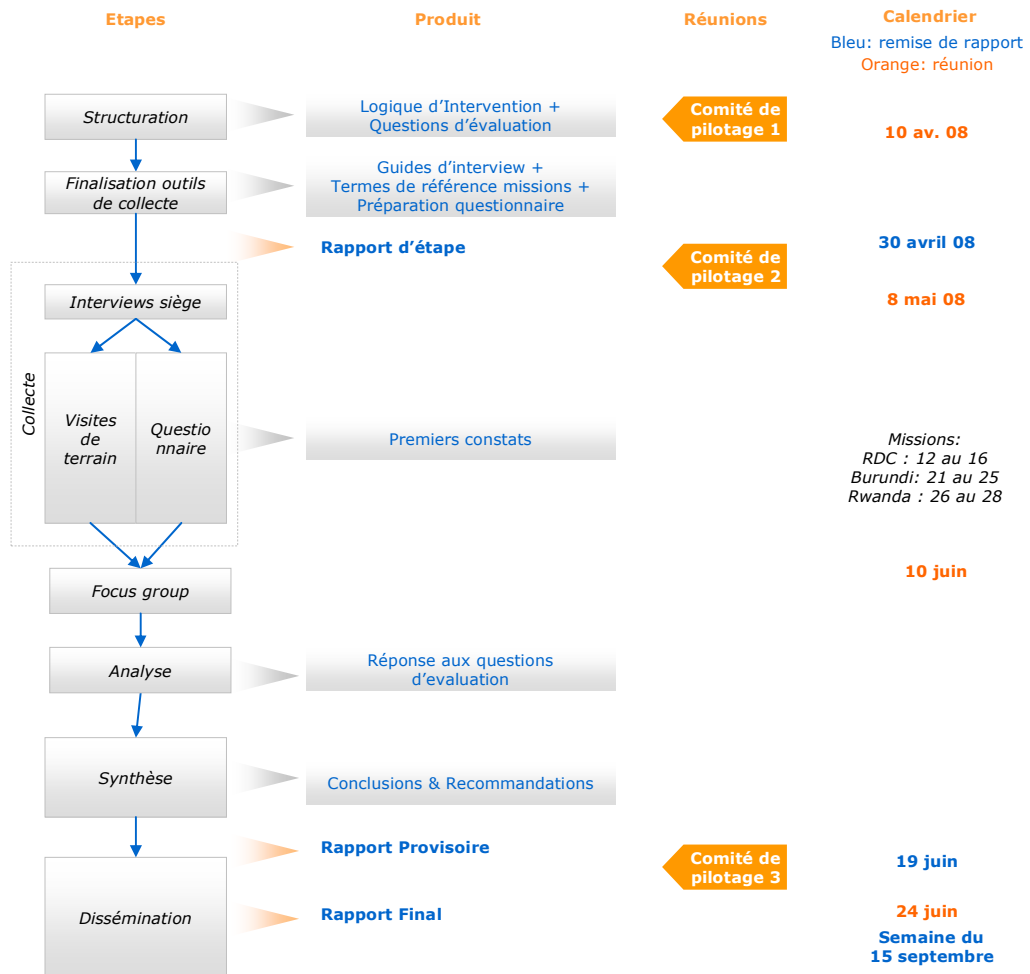 Etapes
Produit
Réunions
Calendrier
Bleu: remise de rapport
Orange: réunion
Structuration
Logique d'Intervention +
Questions d'évaluation
Comité de
pilotage 1
10 av. 08
Finalisation outils
de collecte
Guides d'interview +
Termes de référence missions +
Préparation questionnaire
Rapport d'étape
Comité de
pilotage 2
30 avril 08
8 mai 08
Collecte
Interviews siège
Visites
de
terrain
Questio
nnaire
Premiers constats
Missions:
RDC : 12 au 16
Burundi: 21 au 25
Rwanda : 26 au 28
Focus group
10 juin
Analyse
Réponse aux questions
d'evaluation
Synthèse
Conclusions & Recommandations
Rapport Provisoire
Comité de
pilotage 3
19 juin
Dissémination
Rapport Final
24 juin
Semaine du
15 septembre